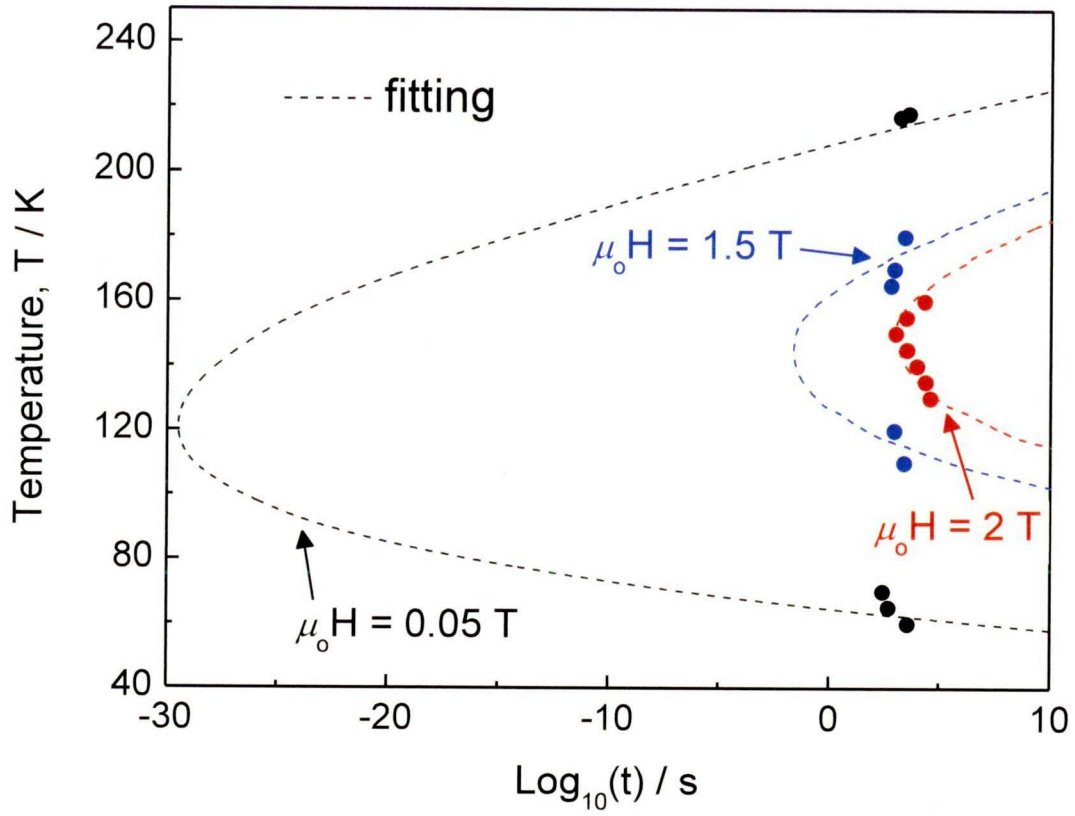 240
200
160
120
80
40
Temperature, T / K
fitting
μoH = 1.5 T
μoH = 2 T
μoH = 0.05 T
-30
-20
-10
0
10
Log10(t) / s